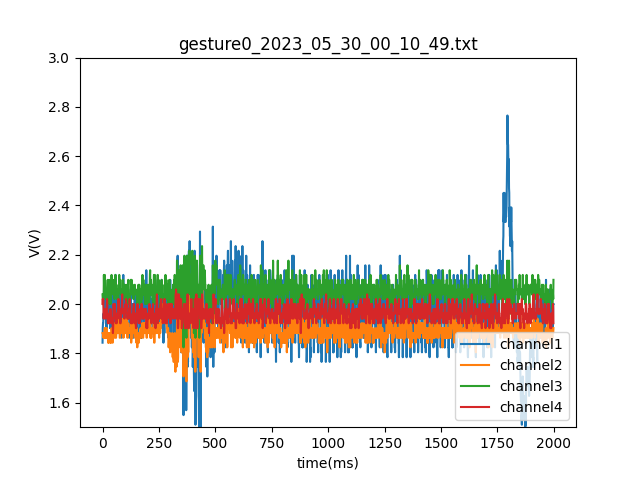 gesture0_2023_05_30_00_10_49.txt
V(V)
3.0
2.8
2.6
2.4
2.2
2.0
1.8
1.6
channel1
channel2
channel3
channel4
0 250 500 750 1000 1250 1500 1750 2000
time(ms)